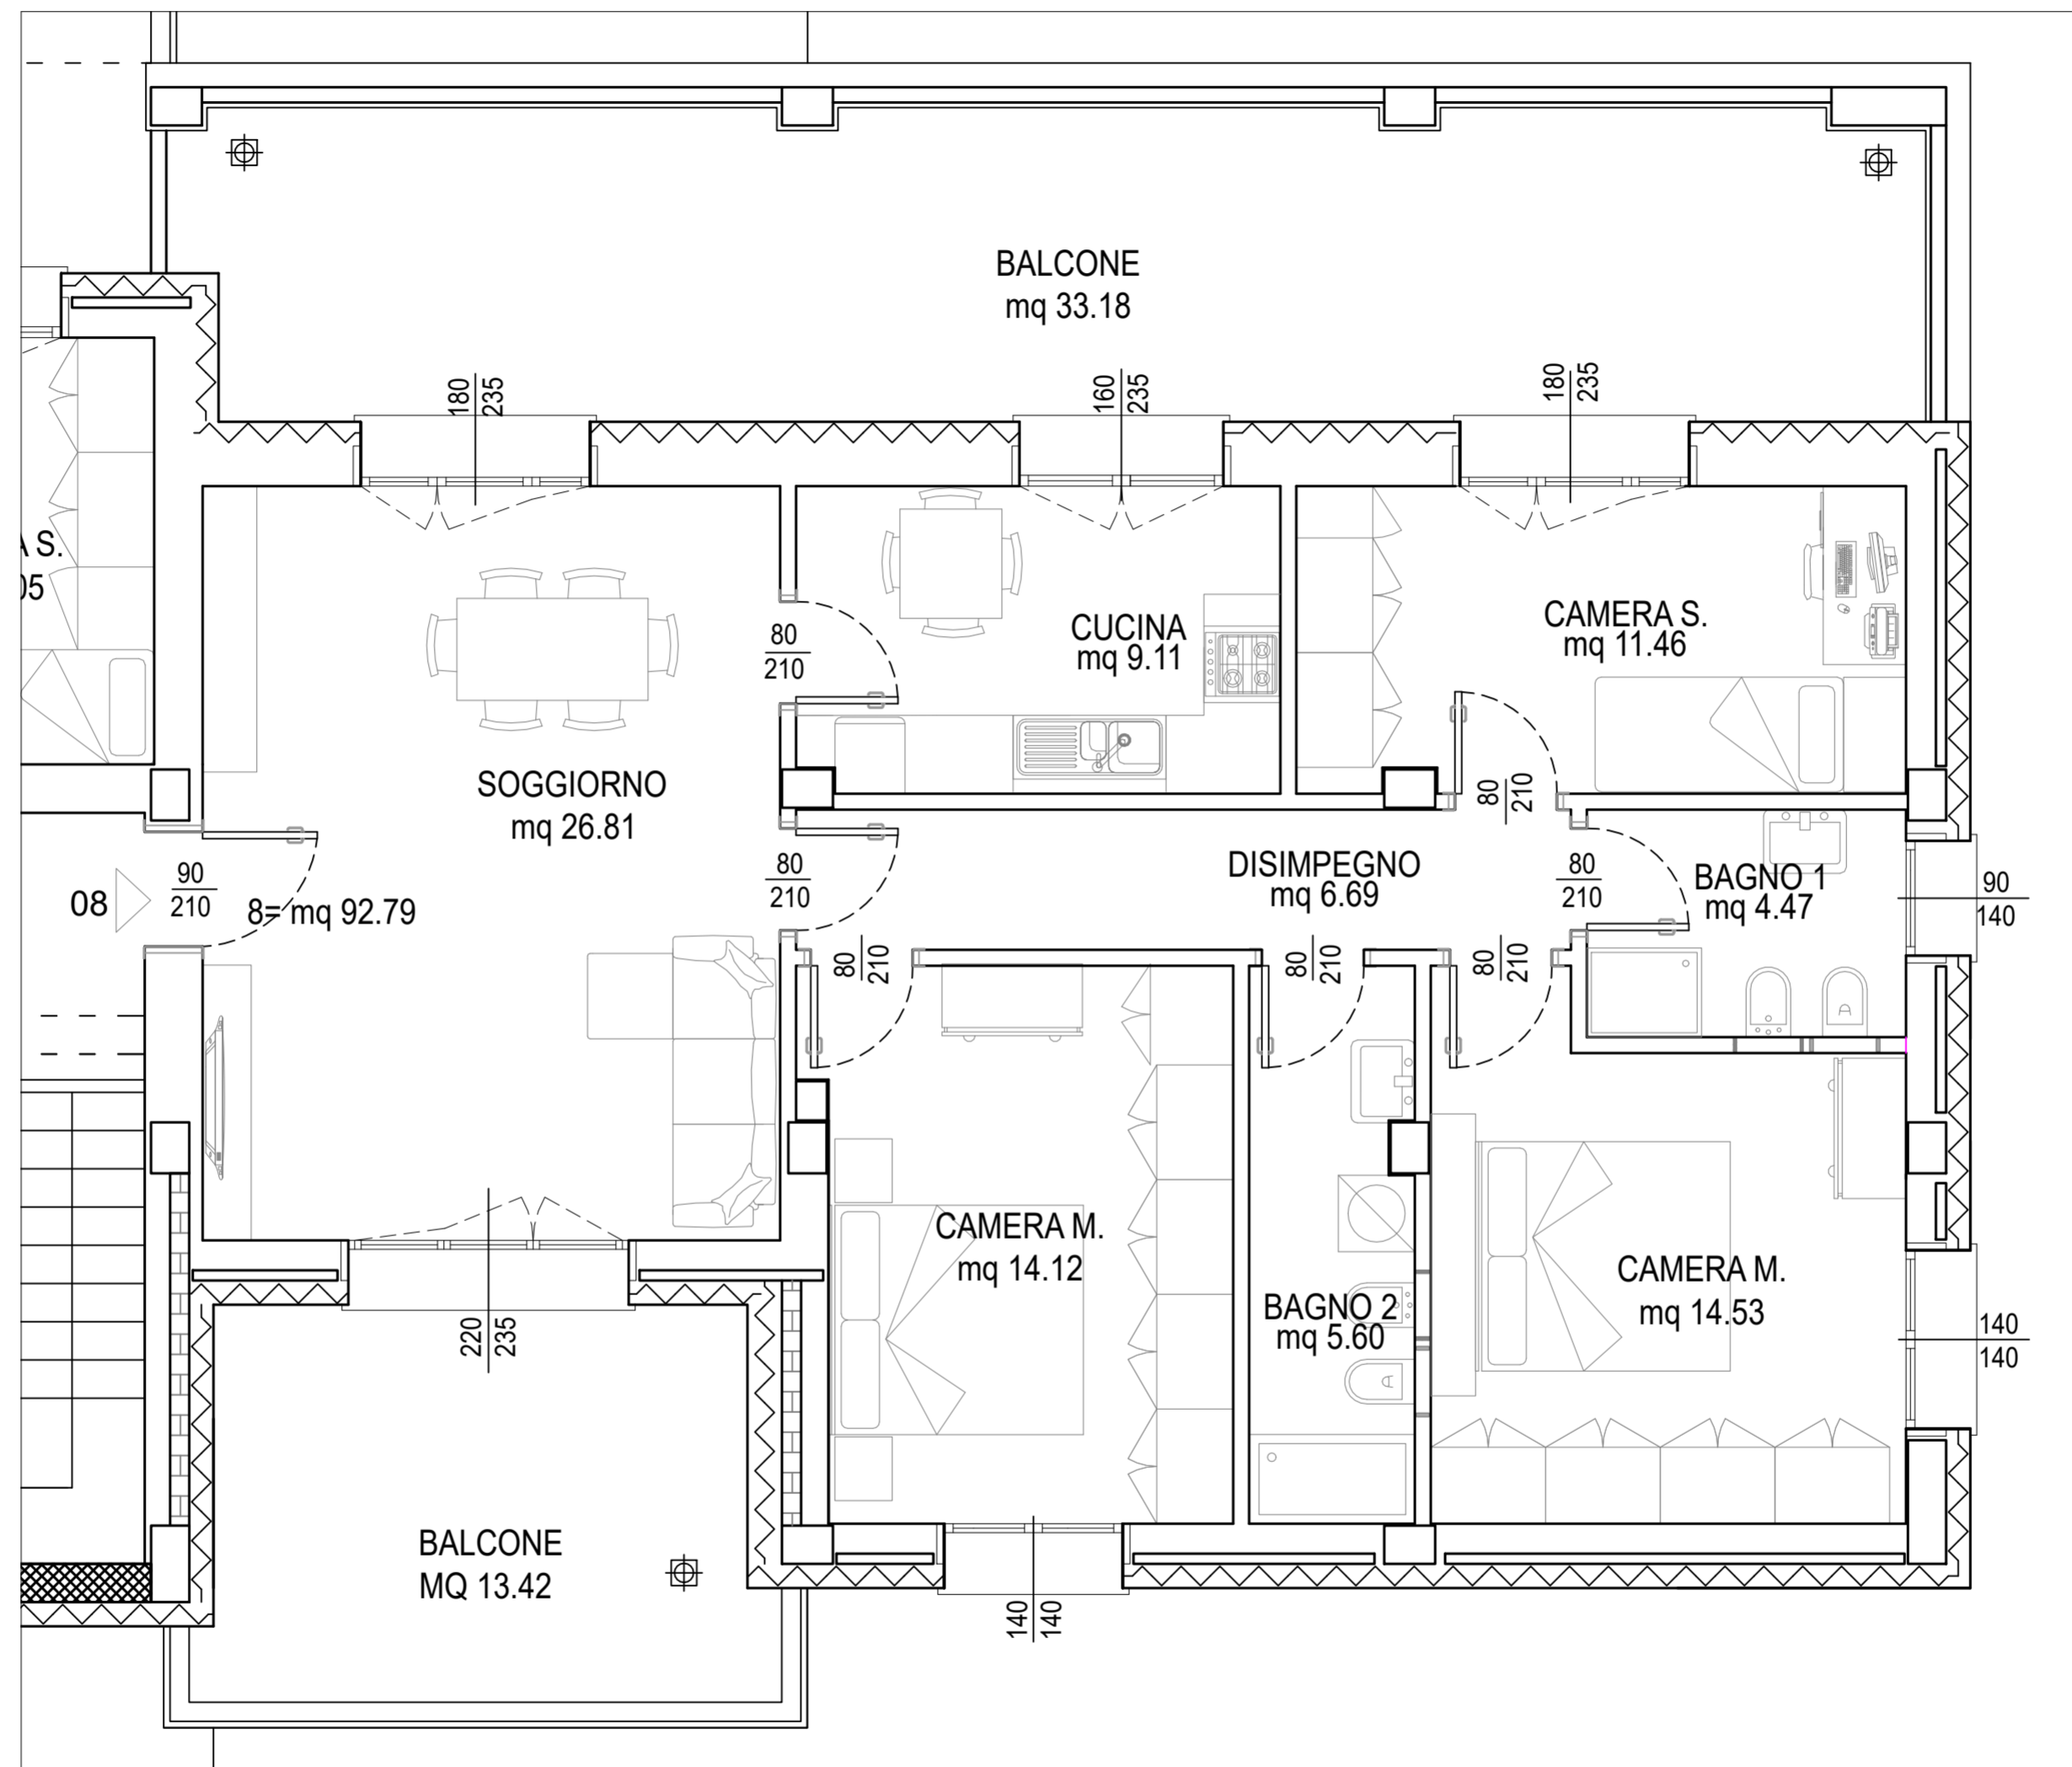 BALCONE
mq 33.18
180
235
160
235
180
235
S.
05
CUCINA
mq 9.11
CAMERA S.
mq 11.46
80
210
SOGGIORNO
mq 26.81
80
210
08
90
210
8= mq 92.79
80
210
DISIMPEGNO
mq 6.69
80
210
BAGNO 1
mq 4.47
90
140
80
210
80
210
80
210
CAMERA M.
mq 14.12
BAGNO 2
mq 5.60
CAMERA M.
mq 14.53
220
235
140
140
BALCONE
MQ 13.42
140
140